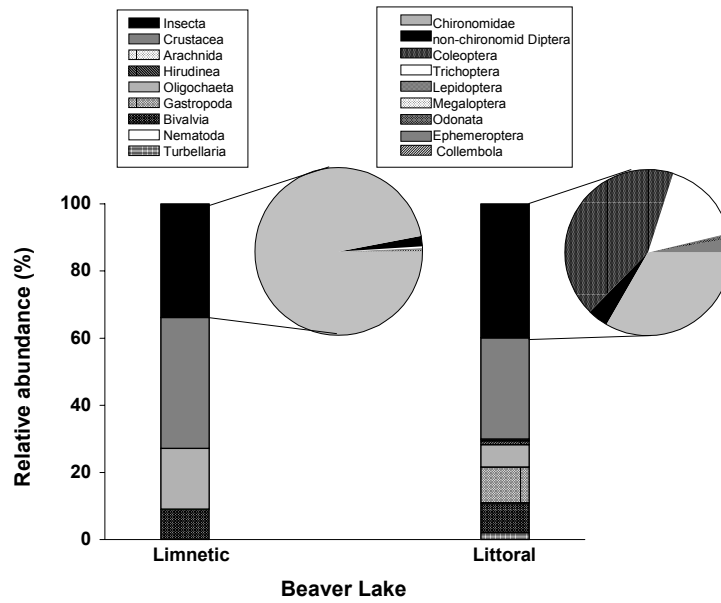 Insecta
Crustacea
Arachnida
Hirudinea
Oligochaeta
Gastropoda
Bivalvia
Nematoda
Turbellaria
Chironomidae
non-chironomid Diptera
Coleoptera
Trichoptera
Lepidoptera
Megaloptera
Odonata
Ephemeroptera
Collembola
Relative abundance (%)
100
80
60
40
20
0
Limnetic
Littoral
Beaver Lake